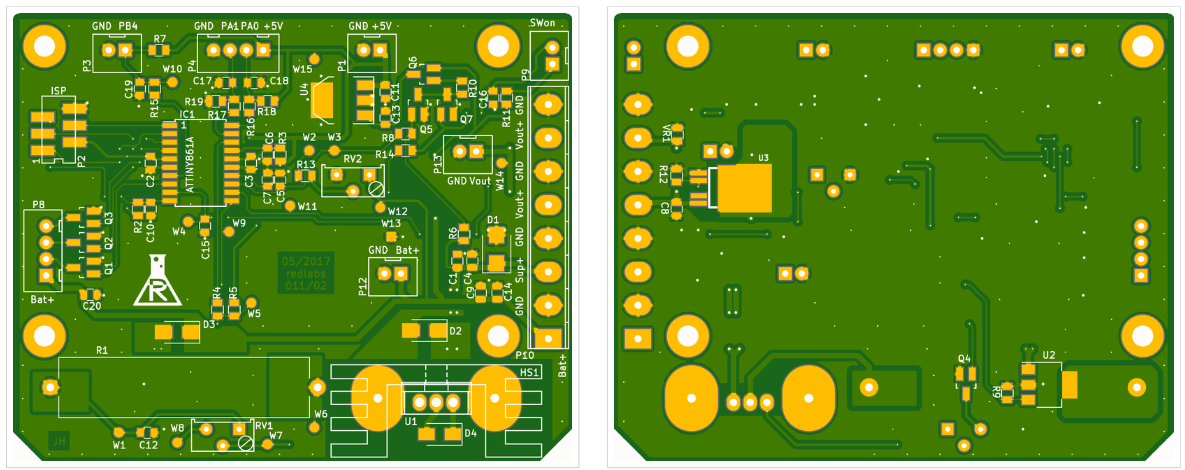 GND PB4
R7
P3
GND PA1 PA0 +5V
P4
GND +5V
P1
SWon
P9
W10
C19
R15
C17
C18
W15
U4
Q6
R10
C11
C13
C16
R11
ISP
1
P2
R19
R17
R16
R18
IC1
1
ATTINY861A
Q5
Q7
R8
R14
GND
Vout+
GND
Vout+
GND
Sup+
GND
Bat+
P10
C2
C3
C6
R3
W2
W3
R13
RV2
C7
C5
P13
GND Vout
W14
P8
Bat+
Q3
Q2
Q1
R2
C10
W4
C15
W9
W11
W12
W13
GND Bat+
P12
R6
D1
C1
C4
C9
C14
C20
R
05/2017
redlabs
011/02
R4
R5
W5
D3
D2
R1
HS1
W6
U1
D4
W1
C12
W8
RV1
W7
JH
VR1
R12
C8
U3
Q4
R9
U2